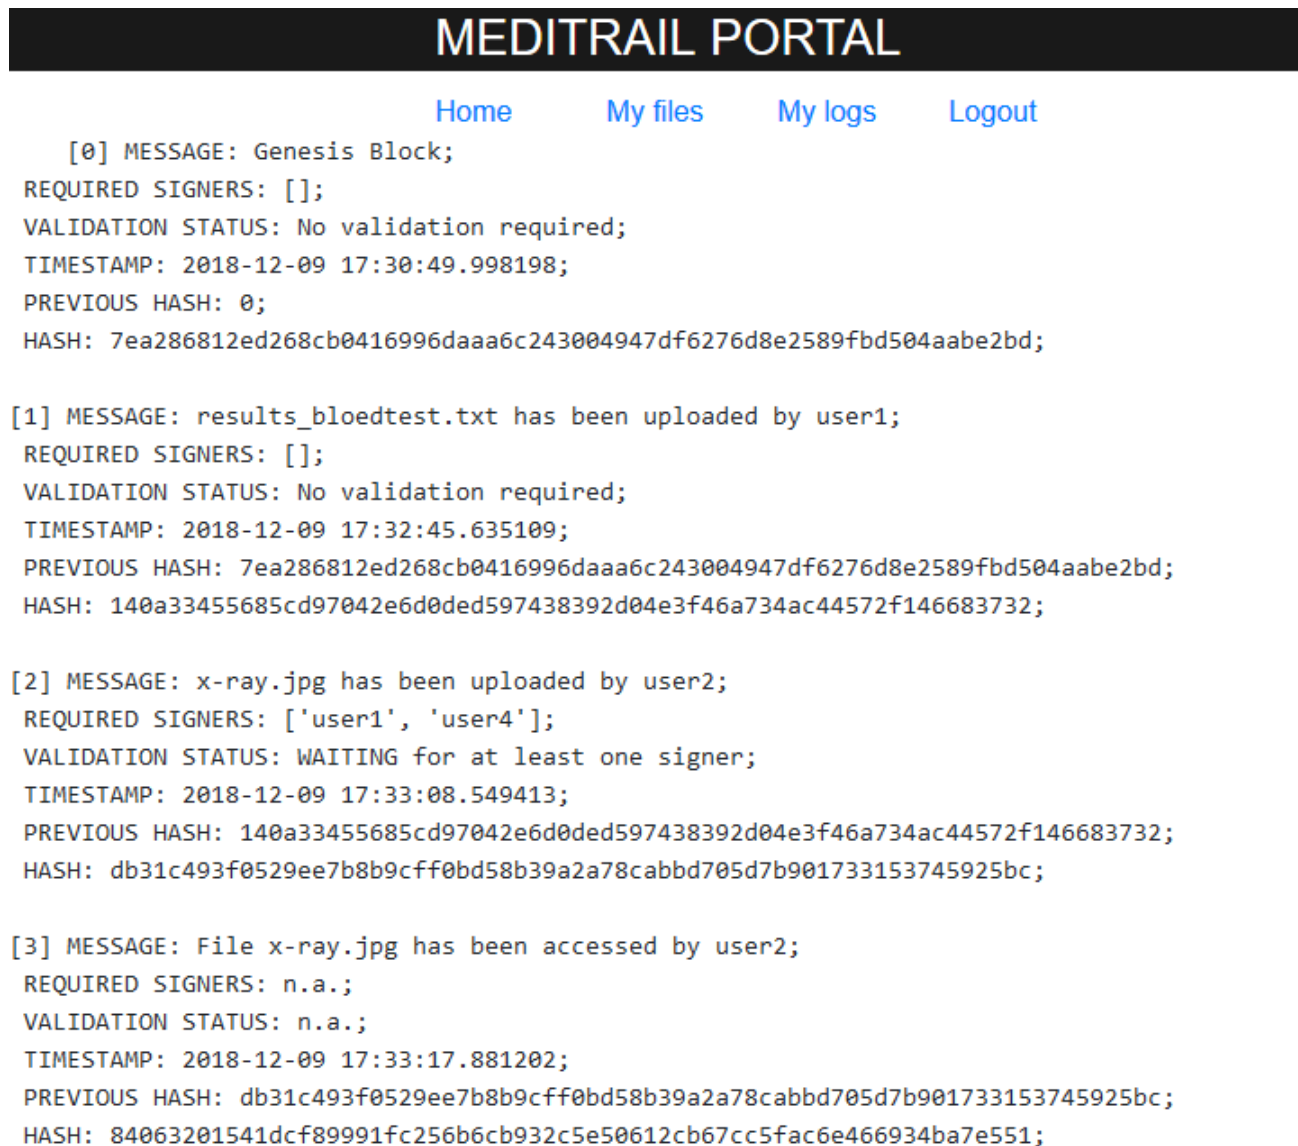 MEDITRAIL PORTAL
Home My files My logs Logout
[0] MESSAGE: Genesis Block;
REQUIRED SIGNERS: [];
VALIDATION STATUS: No validation required;
TIMESTAMP: 2018-12-09 17:30:49.998198;
PREVIOUS HASH: 0;
HASH: 7ea286812ed268cb0416996daaa6c243004947df6276d8e2589fbd504aabe2bd;
[1] MESSAGE: results_bloedtest.txt has been uploaded by user1;
REQUIRED SIGNERS: [];
VALIDATION STATUS: No validation required;
TIMESTAMP: 2018-12-09 17:32:45.635109;
PREVIOUS HASH: 7ea286812ed268cb0416996daaa6c243004947df6276d8e2589fbd504aabe2bd;
HASH: 140a33455685cd97042e6d0ded597438392d04e3f46a734ac44572f146683732;
[2] MESSAGE: x-ray.jpg has been uploaded by user2;
REQUIRED SIGNERS: ['user1', 'user4'];
VALIDATION STATUS: WAITING for at least one signer;
TIMESTAMP: 2018-12-09 17:33:08.549413;
PREVIOUS HASH: 140a33455685cd97042e6d0ded597438392d04e3f46a734ac44572f146683732;
HASH: db31c493f0529ee7b8b9cff0bd58b39a2a78cabbd705d7b901733153745925bc;
[3] MESSAGE: File x-ray.jpg has been accessed by user2;
REQUIRED SIGNERS: n.a.;
VALIDATION STATUS: n.a.;
TIMESTAMP: 2018-12-09 17:33:17.881202;
PREVIOUS HASH: db31c493f0529ee7b8b9cff0bd58b39a2a78cabbd705d7b901733153745925bc;
HASH: 84063201541dcf89991fc256b6cb932c5e50612cb67cc5fac6e466934ba7e551;